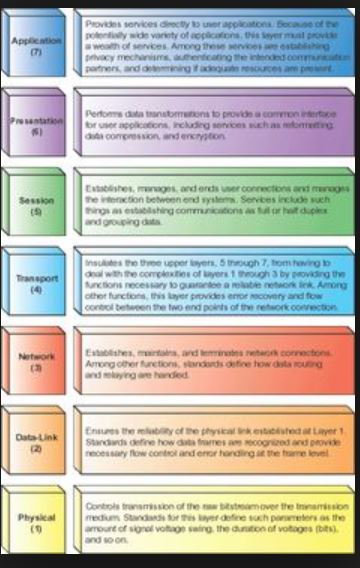 Application
(7)
Provides services directly to user applications. Because of the
potentially wide variety of applications, this layer must provide
a wealth of services. Among these services are establishing
privacy mechanisms, authenticating the intended communication
partners, and determining if adequate resources are present.
Presentation
(6)
Performs data transformations to provide a common interface
for user applications, including services such as reformatting,
data compression, and encryption.
Session
(5)
Establishes, manages, and ends user connections and manages
the interaction between end systems. Services include such
things as establishing communications as full or half duplex
and grouping data.
Transport
(4)
Insulates the three upper layers, 5 through 7, from having to
deal with the complexities of layers 1 through 3 by providing the
functions necessary to guarantee a reliable network link. Among
other functions, this layer provides error recovery and flow
control between the two end points of the network connection.
Network
(3)
Establishes, maintains, and terminates network connections.
Among other functions, standards define how data routing
and relaying are handled.
Data-Link
(2)
Ensures the reliability of the physical link established at Layer 1.
Standards define how data frames are recognized and provide
necessary flow control and error handling at the frame level.
Physical
(1)
Controls transmission of the raw bitstream over the transmission
medium. Standards for this layer define such parameters as the
amount of signal voltage swing, the duration of voltages (bits),
and so on.